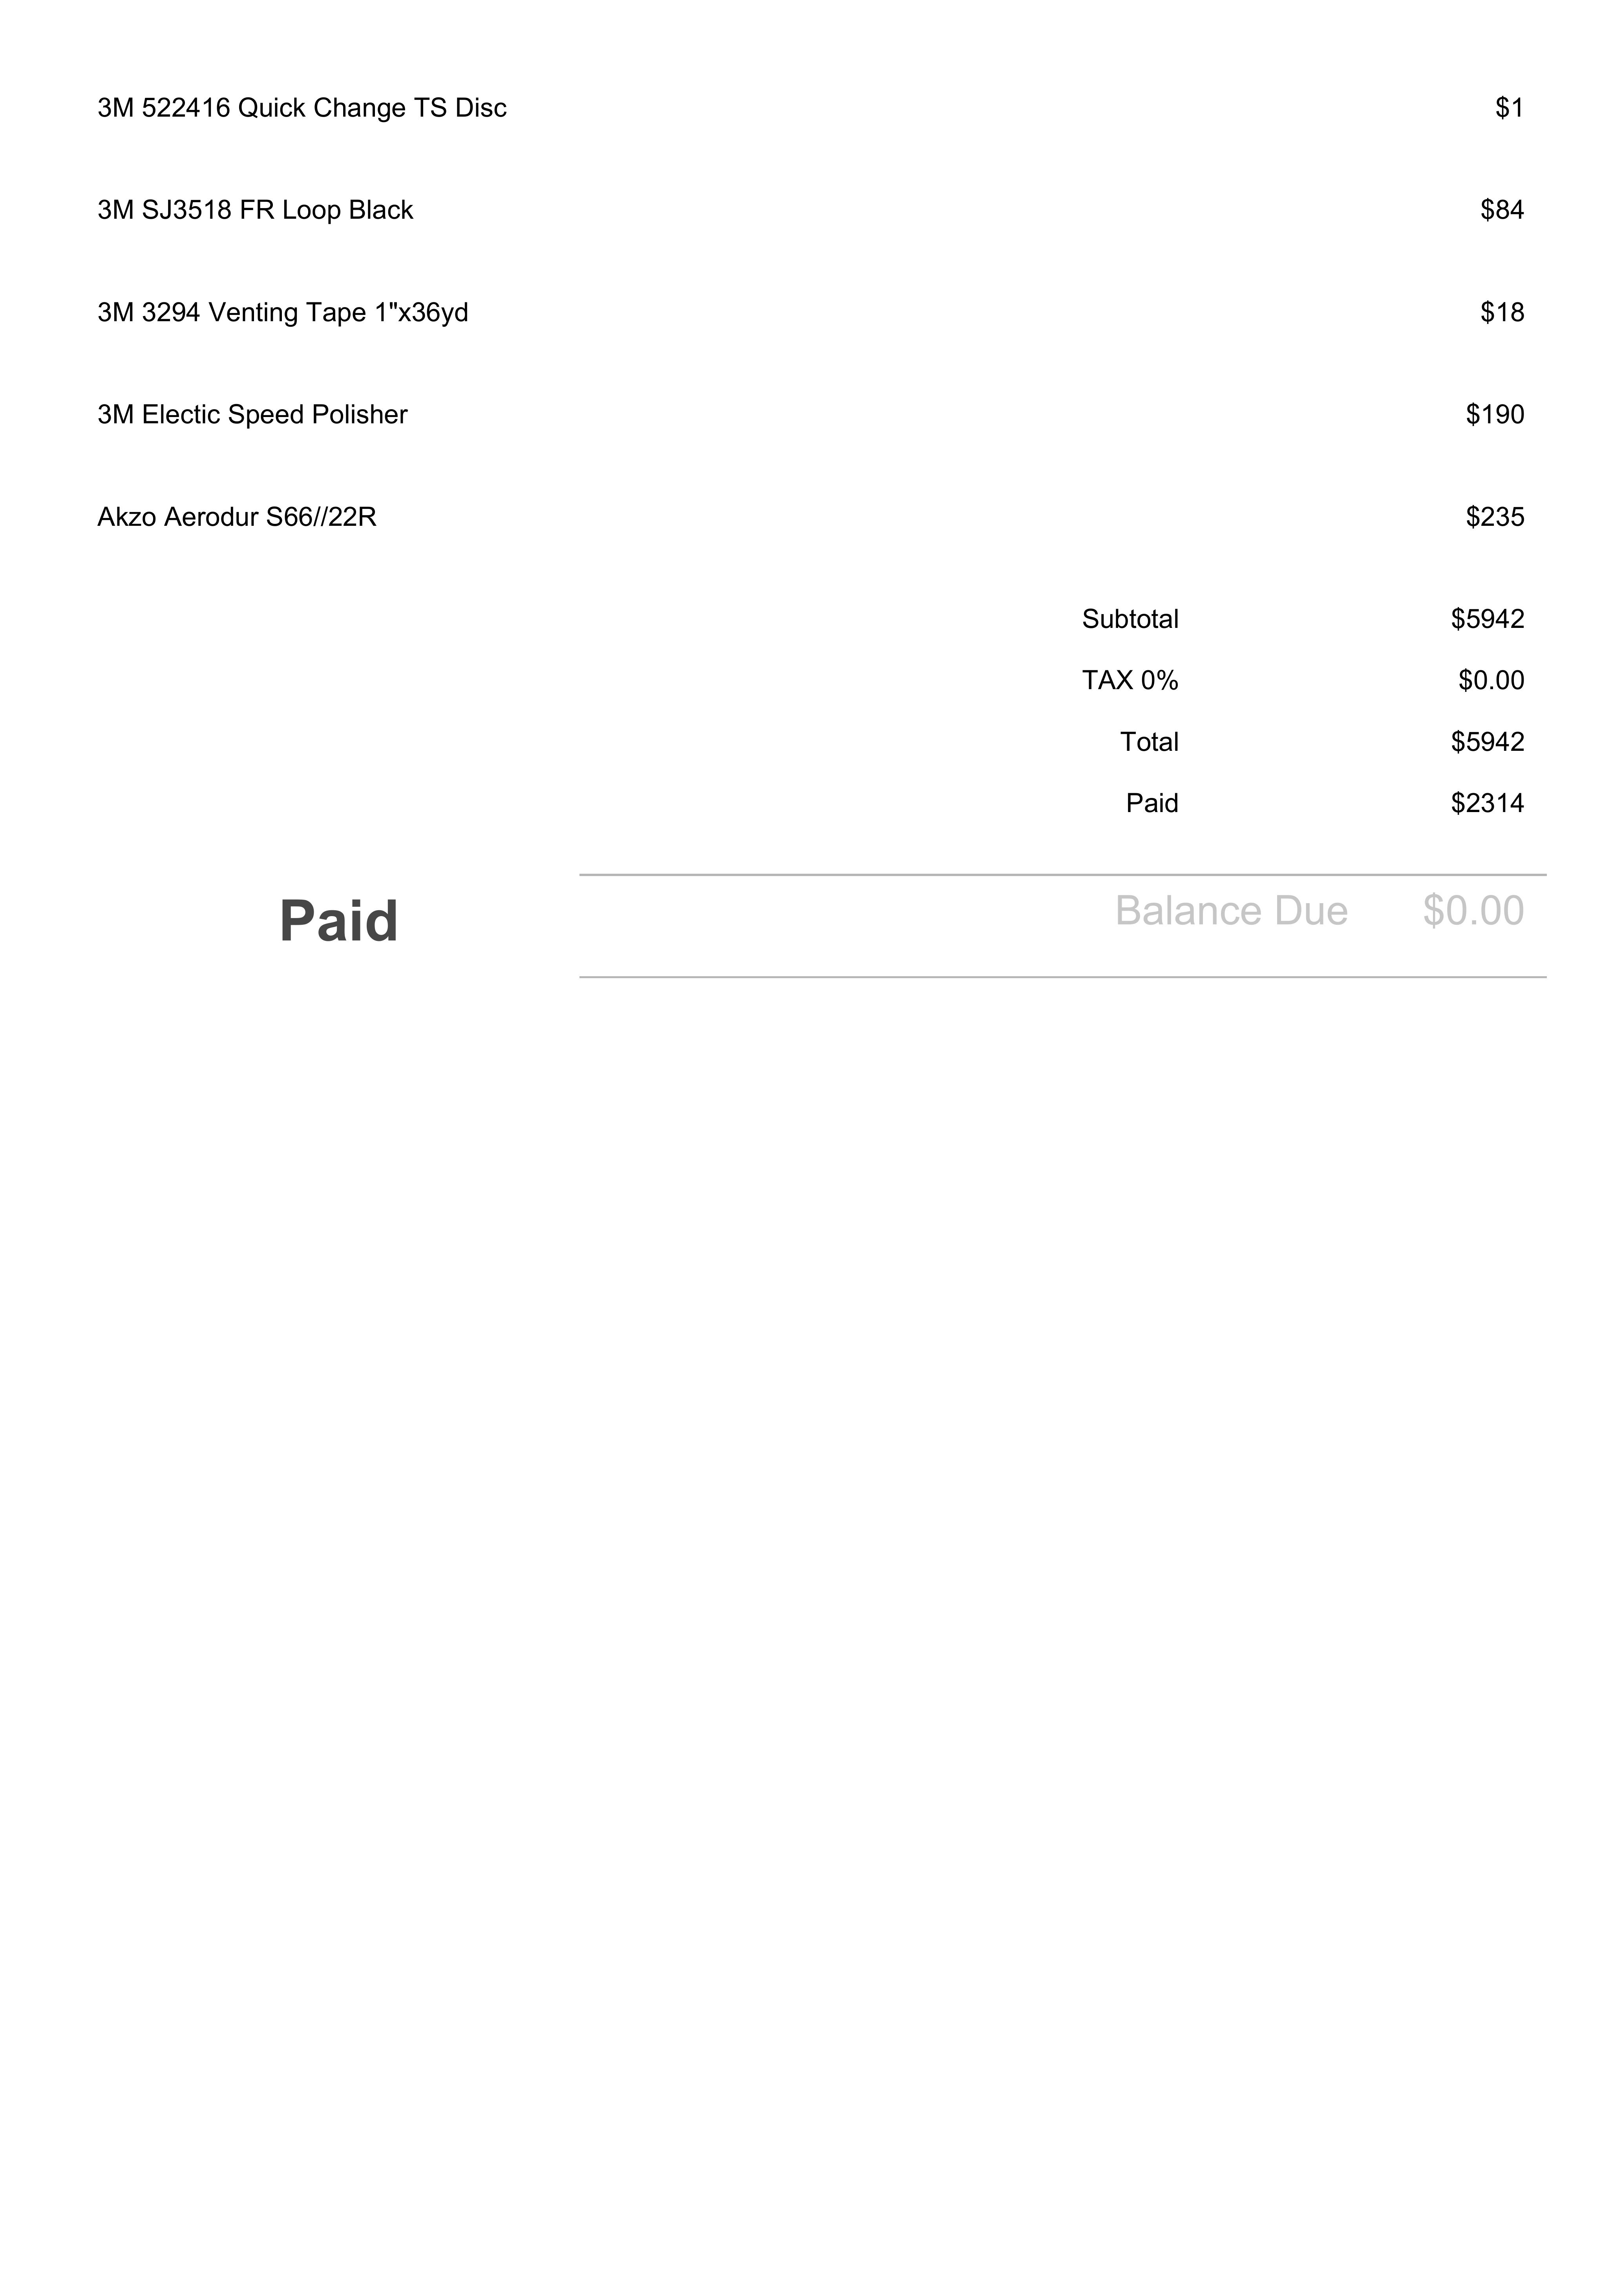 3M 522416 Quick Change TS Disc $1
3M SJ3518 FR Loop Black $84
3M 3294 Venting Tape 1"x36yd $18
3M Electic Speed Polisher $190
Akzo Aerodur S66//22R $235
Subtotal $5942
TAX 0% $0.00
Total $5942
Paid $2314
Paid Balance Due $0.00